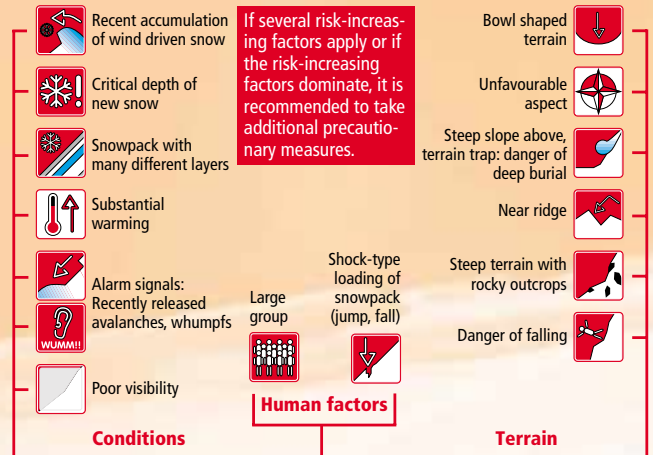 Recent accumulation
of wind driven snow
Critical depth of
new snow
Snowpack with
many different layers
Substantial
warming
Alarm signals:
Recently released
avalanches, whumpfs
WUMM!!
Poor visibility
Conditions
If several risk-increas-
ing factors apply or if
the risk-increasing
factors dominate, it is
recommended to take
additional precautio-
nary measures.
Large
group
Shock-type
loading of
snowpack
(jump, fall)
Human factors
Bowl shaped
terrain
Unfavourable
aspect
Steep slope above,
terrain trap: danger of
deep burial
Near ridge
Steep terrain with
rocky outcrops
Danger of falling
Terrain